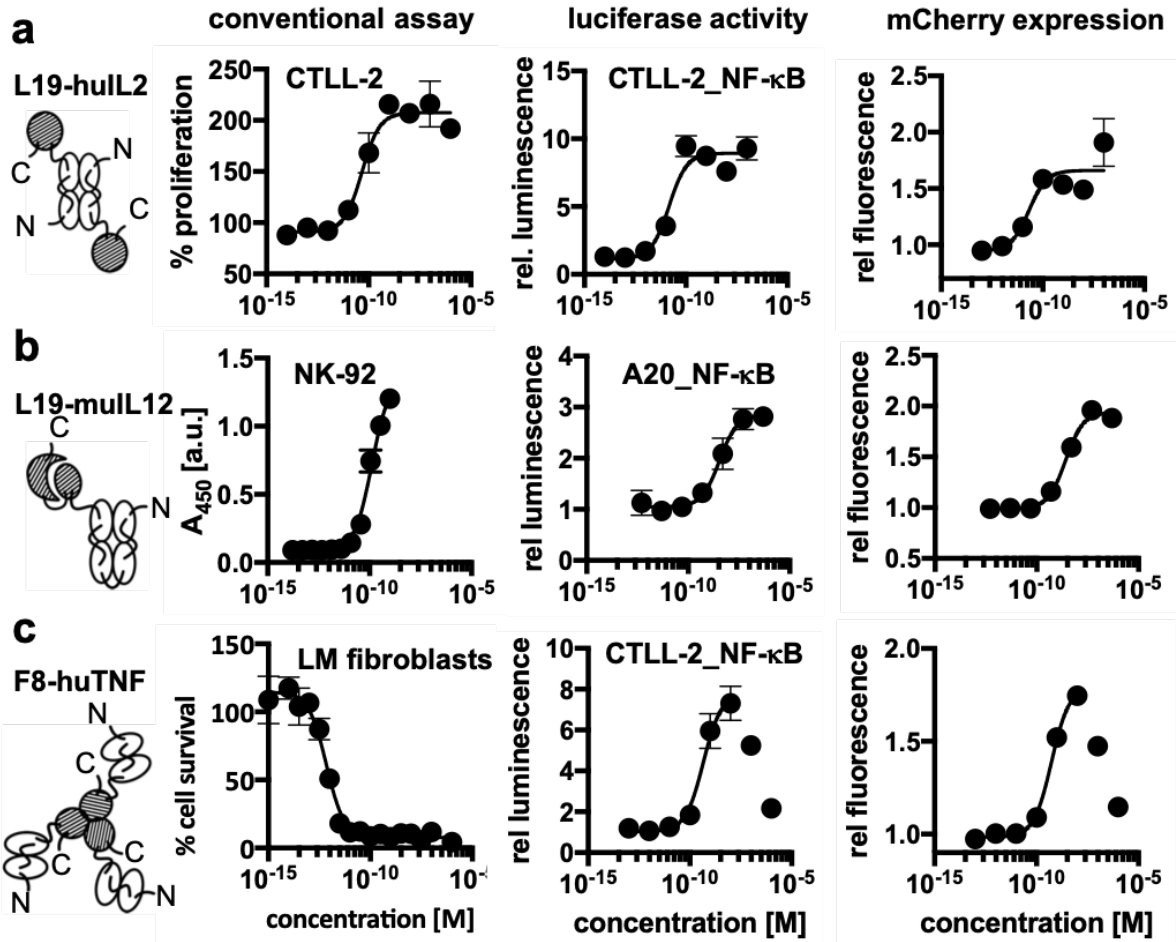 a
conventional assay
luciferase activity
mCherry expression
L19-huIL2
N
C
C
N
% proliferation
250
200
150
100
50
CTLL-2
10-15
10-10
10-5
rel. luminescence
15
10
5
0
CTLL-2_NF-κB
10-15
10-10
10-5
rel fluorescence
2.5
2.0
1.5
1.0
10-15
10-10
10-5
b
L19-muIL12
C
N
A450 [a.u.]
1.5
1.0
0.5
0.0
NK-92
10-15
10-10
10-5
rel luminescence
4
3
2
1
0
A20_NF-κB
10-15
10-10
10-5
rel fluorescence
2.5
2.0
1.5
1.0
0.5
10-15
10-10
10-5
c
F8-huTNF
N
C
C
C
N
N
% cell survival
150
100
50
0
LM fibroblasts
10-15
10-10
10-
concentration [M]
rel luminescence
10
8
6
4
2
0
CTLL-2_NF-κB
10-15
10-10
10-5
concentration [M]
rel fluorescence
2.0
1.5
1.0
10-15
10-10
10-5
concentration [M]